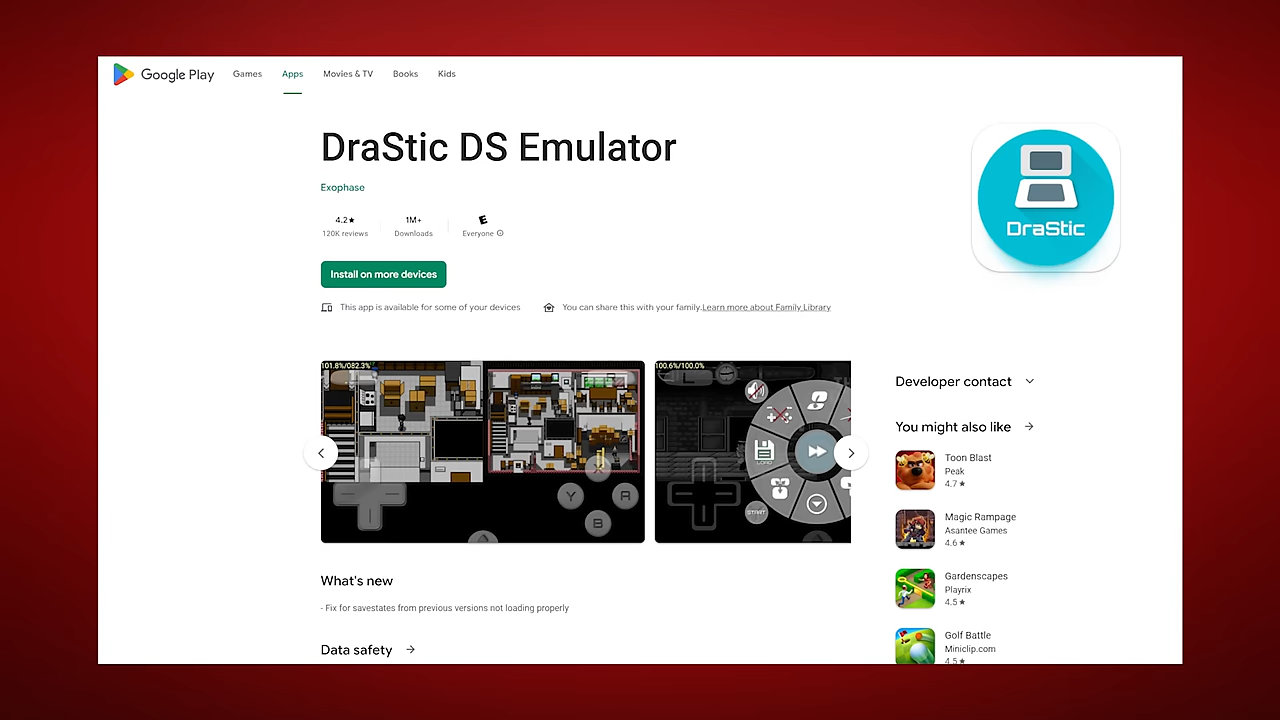 Google Play Games Apps Movies & TV Books Kids
DraStic DS Emulator
Exophase
4.2★ 1M+ E
120K reviews Downloads Everyone
Install on more devices
This app is available for some of your devices You can share this with your family.Learn more about Family Library
DraStic
101.8%/082.3%
100.6%/100.0%
LOAD
START
Y
A
B
Developer contact
You might also like
Toon Blast
Peak
4.7★
Magic Rampage
Asantee Games
4.6★
Gardenscapes
Playrix
4.5★
Golf Battle
Miniclip.com
4.5★
What's new
- Fix for savestates from previous versions not loading properly
Data safety